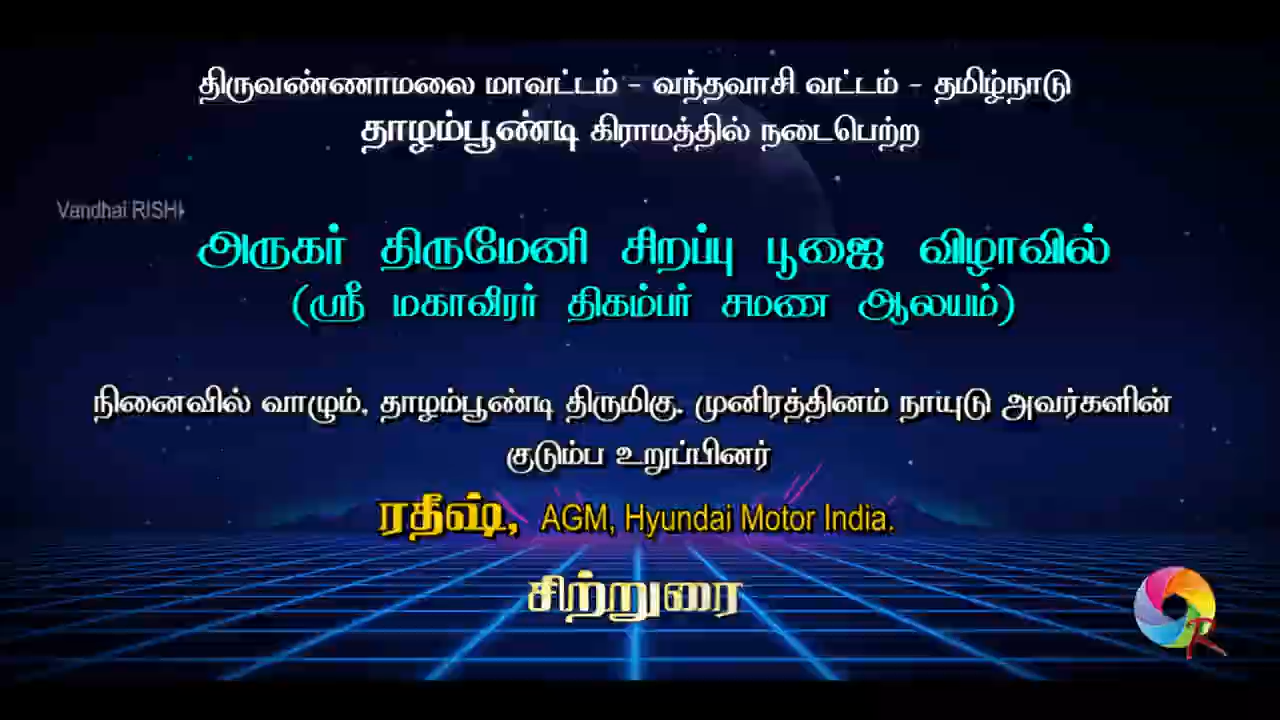 திருவண்ணாமலை மாவட்டம் - வந்தவாசி வட்டம் - தமிழ்நாடு
தாழம்பூண்டி கிராமத்தில் நடைபெற்ற
Vandhai RISHI
அருகர் திருமேனி சிறப்பு பூஜை விழாவில்
(ஸ்ரீ மகாவிரர் திகம்பர் சமண ஆலயம்)
நினைவில் வாழும், தாழம்பூண்டி திருமிகு. முனிரத்தினம் நாயுடு அவர்களின்
குடும்ப உறுப்பினர்
ரதீஷ், AGM, Hyundai Motor India.
சிற்றுரை
R